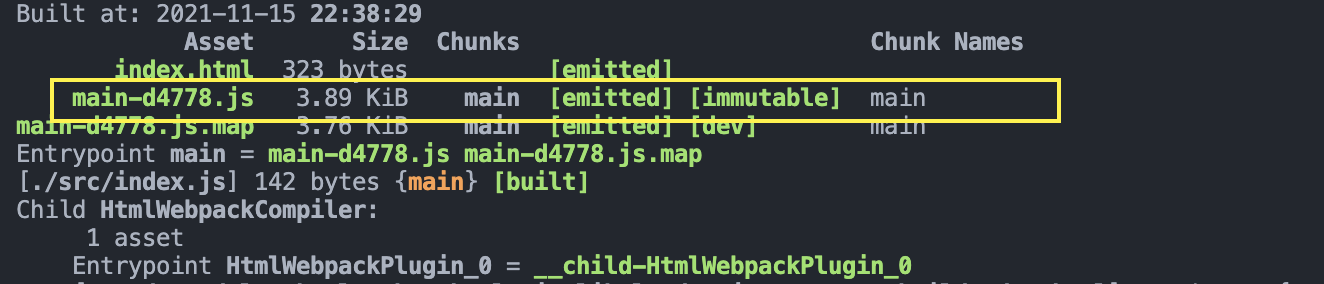 Built at: 2021-11-15 22:38:29
Asset Size Chunks Chunk Names
index.html 323 bytes [emitted]
main-d4778.js 3.89 KiB main [emitted] [immutable] main
main-d4778.js.map 3.76 KiB main [emitted] [dev] main
Entrypoint main = main-d4778.js main-d4778.js.map
[./src/index.js] 142 bytes {main} [built]
Child HtmlWebpackCompiler:
1 asset
Entrypoint HtmlWebpackPlugin_0 = __child-HtmlWebpackPlugin_0